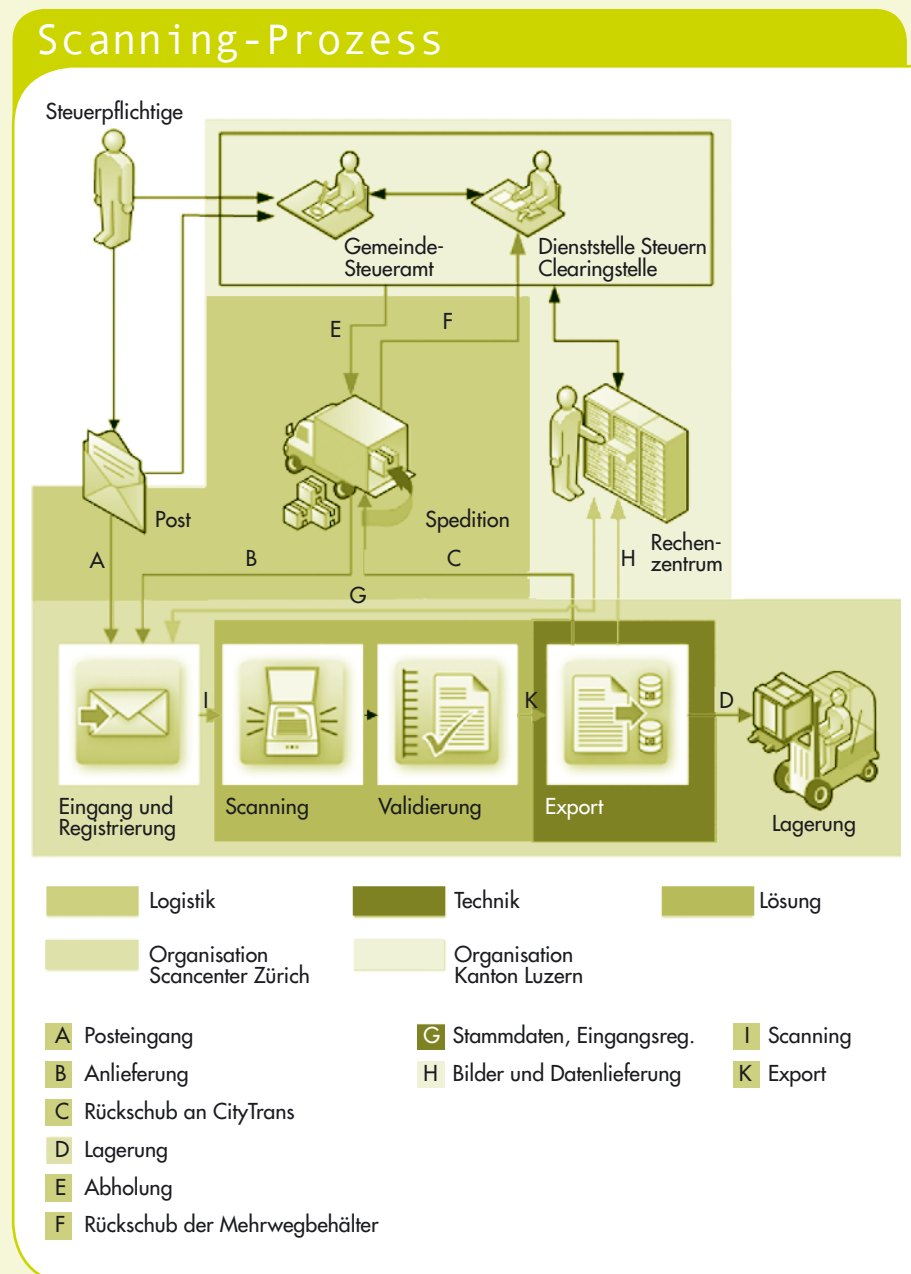 Scanning-Prozess
Steuerpflichtige
Gemeinde-
Steueramt
Dienststelle Steuern
Clearingstelle
E
F
Post
Spedition
Rechen-
zentrum
A
B
C
H
G
I
K
D
Eingang und
Registrierung
Scanning
Validierung
Export
Lagerung
Logistik
Technik
Lösung
Organisation
Scancenter Zürich
Organisation
Kanton Luzern
A Posteingang
B Anlieferung
C Rückschub an CityTrans
D Lagerung
E Abholung
F Rückschub der Mehrwegbehälter
G Stammdaten, Eingangsreg.
H Bilder und Datenlieferung
I Scanning
K Export